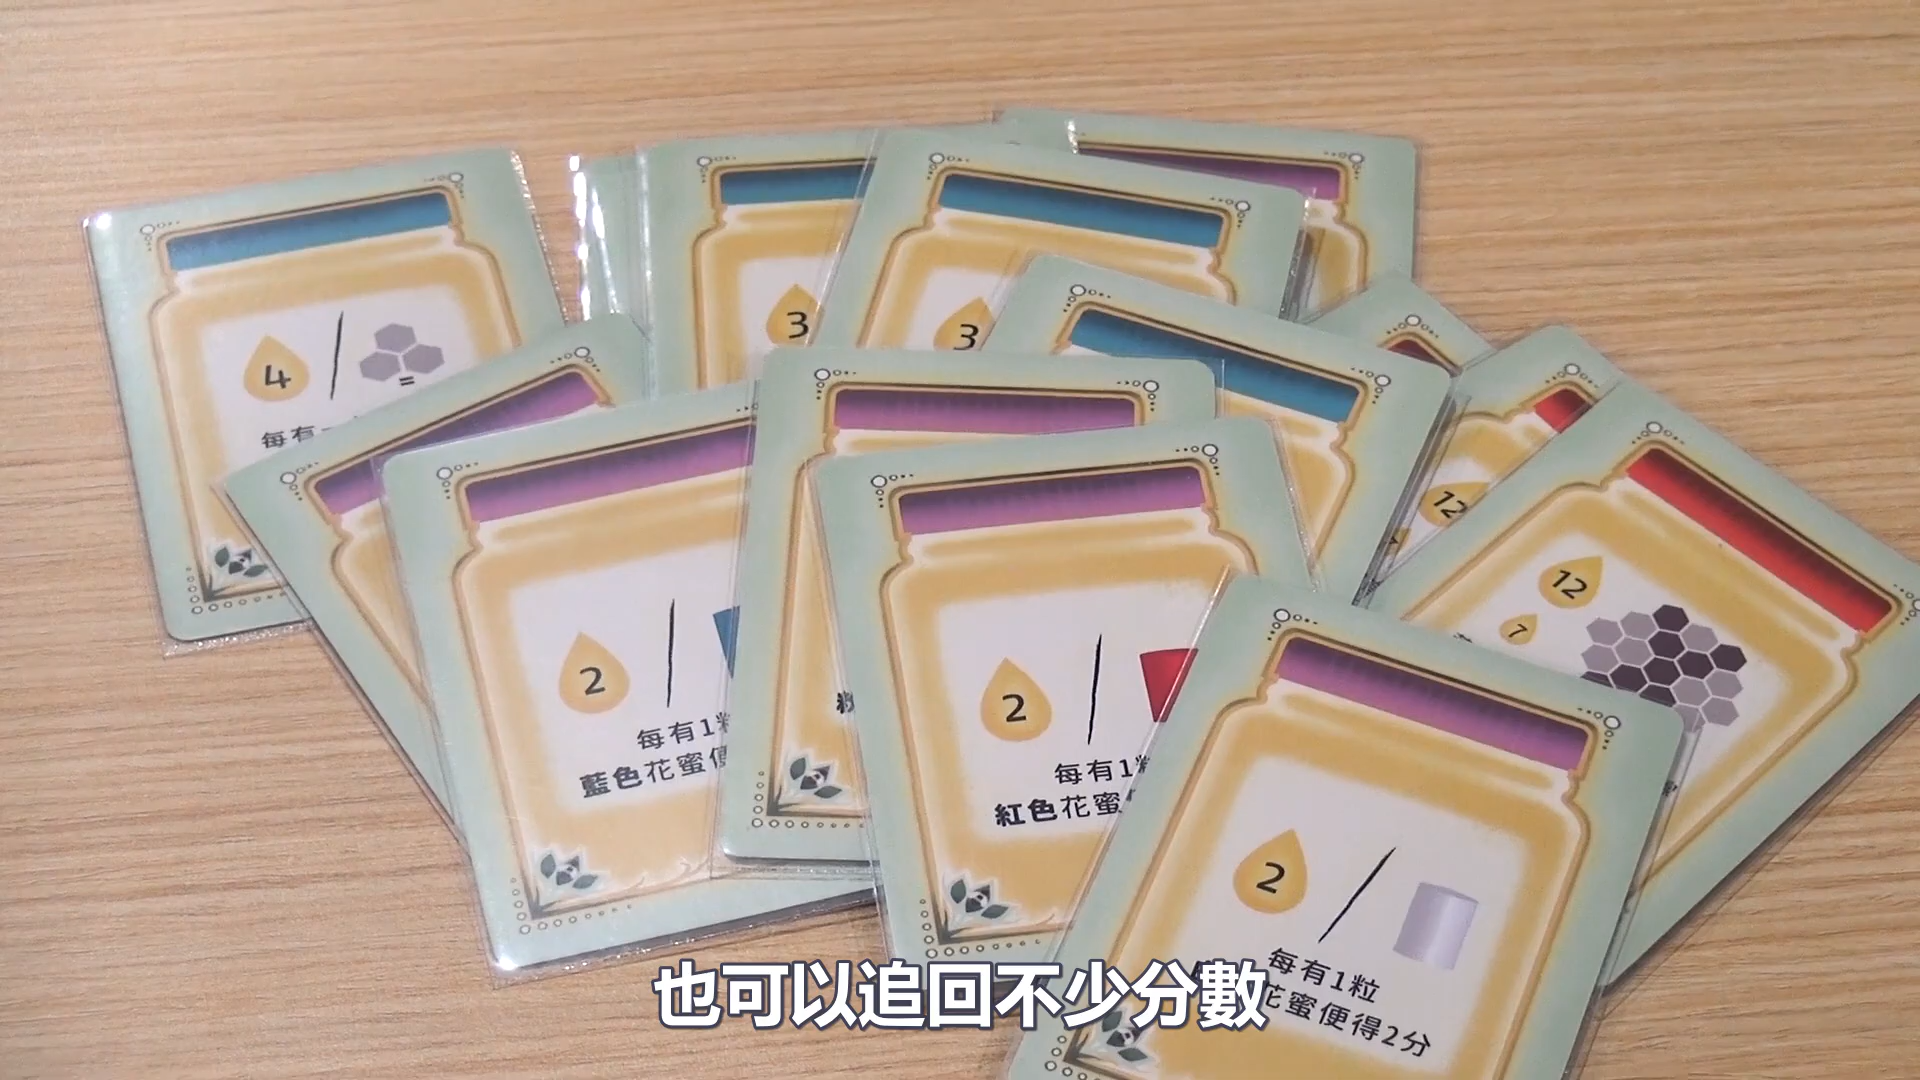 4
=
每有
3
3
12
12
7
2
每有1粒
藍色花蜜便
2
每有1
紅色花蜜
2
每有1粒
花蜜便得2分
也可以追回不少分數